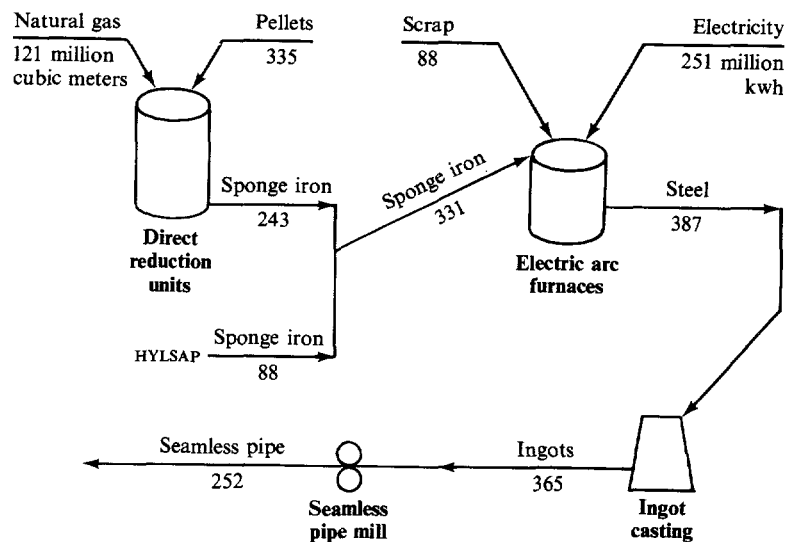 Natural gas
121 million
cubic meters
Pellets
335
Scrap
88
Electricity
251 million
kwh
Sponge iron
243
Direct
reduction
units
Sponge iron
331
Electric arc
furnaces
Steel
387
HYLSAP
Sponge iron
88
Seamless pipe
252
Seamless
pipe mill
Ingots
365
Ingot
casting